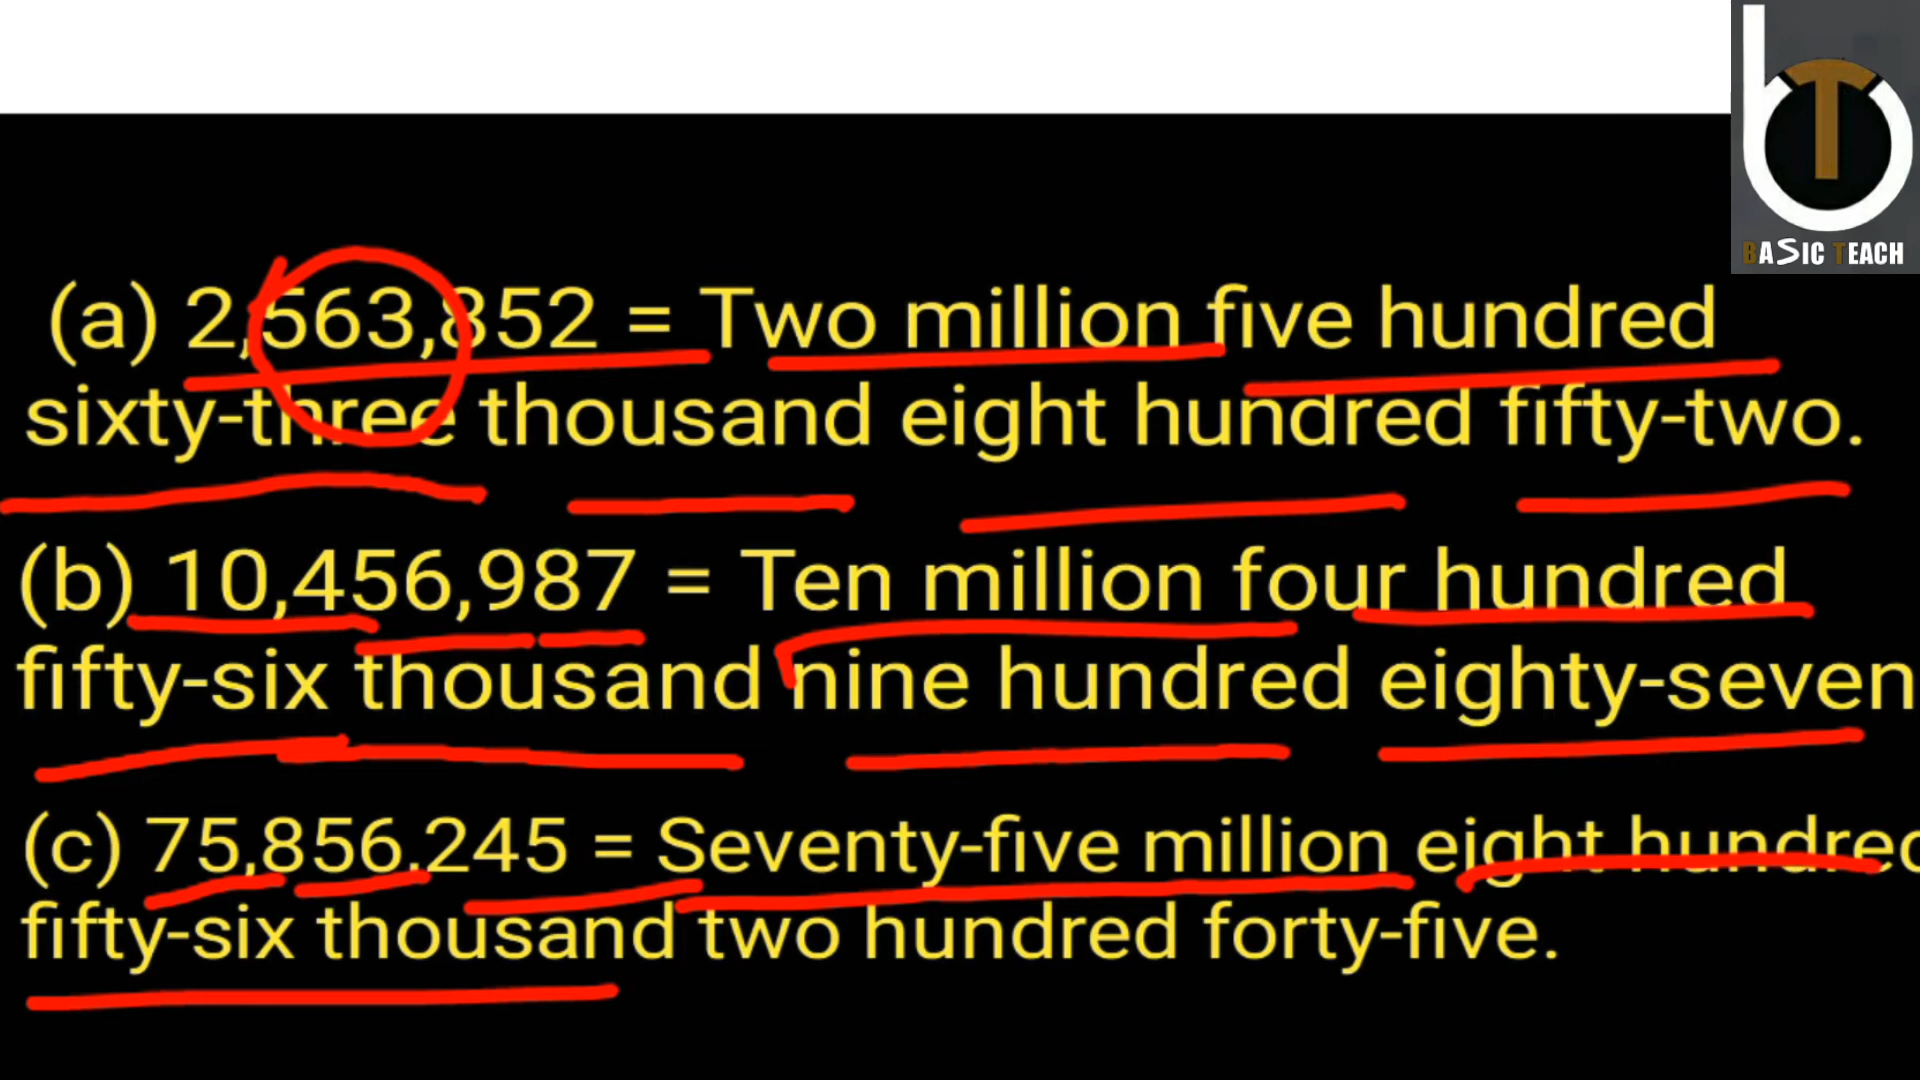 BASIC TEACH
(a) 2,563,852 = Two million five hundred
sixty-three thousand eight hundred fifty-two.
(b) 10,456,987 = Ten million four hundred
fifty-six thousand nine hundred eighty-seven
(c) 75,856.245 = Seventy-five million eight hundred
fifty-six thousand two hundred forty-five.